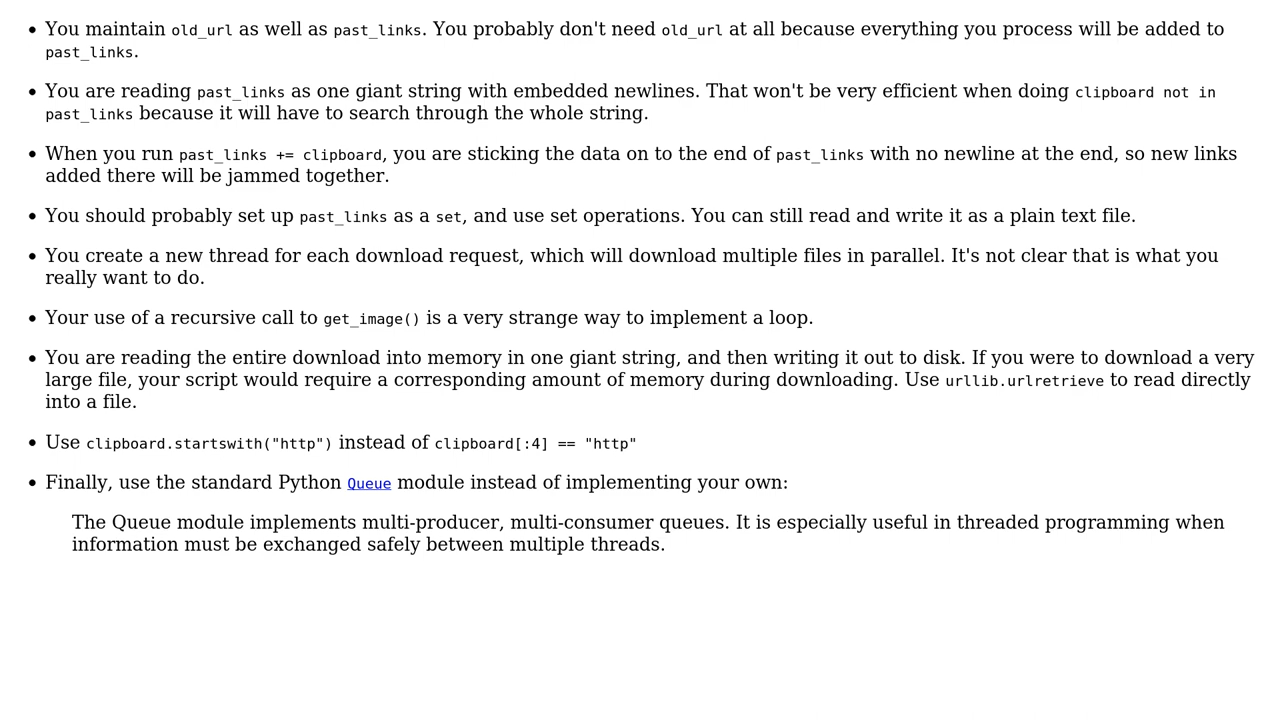 • You maintain old_url as well as past_links. You probably don't need old_url at all because everything you process will be added to
past_links.
• You are reading past_links as one giant string with embedded newlines. That won't be very efficient when doing clipboard not in
past_links because it will have to search through the whole string.
• When you run past_links += clipboard, you are sticking the data on to the end of past_links with no newline at the end, so new links
added there will be jammed together.
• You should probably set up past_links as a set, and use set operations. You can still read and write it as a plain text file.
• You create a new thread for each download request, which will download multiple files in parallel. It's not clear that is what you
really want to do.
• Your use of a recursive call to get_image() is a very strange way to implement a loop.
• You are reading the entire download into memory in one giant string, and then writing it out to disk. If you were to download a very
large file, your script would require a corresponding amount of memory during downloading. Use urllib.urlretrieve to read directly
into a file.
• Use clipboard.startswith("http") instead of clipboard[:4] == "http"
• Finally, use the standard Python Queue module instead of implementing your own:
The Queue module implements multi-producer, multi-consumer queues. It is especially useful in threaded programming when
information must be exchanged safely between multiple threads.